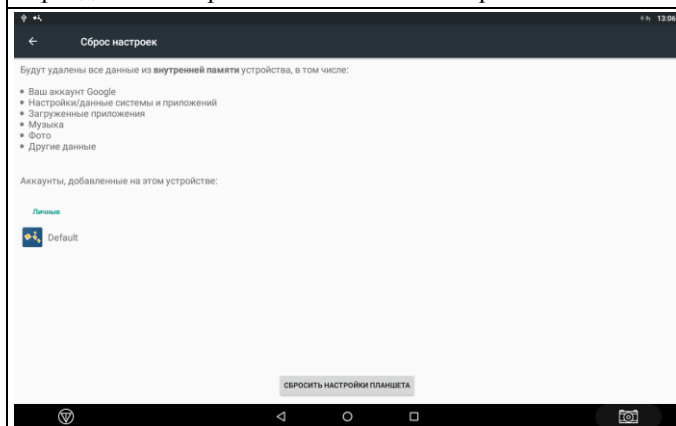 13:06
Сброс настроек
Будут удалены все данные из внутренней памяти устройства, в том числе:
• Ваш аккаунт Google
• Настройки/данные системы и приложений
• Загруженные приложения
• Музыка
• Фото
• Другие данные
Аккаунты, добавленные на этом устройстве:
Личные
Default
СБРОСИТЬ НАСТРОЙКИ ПЛАНШЕТА